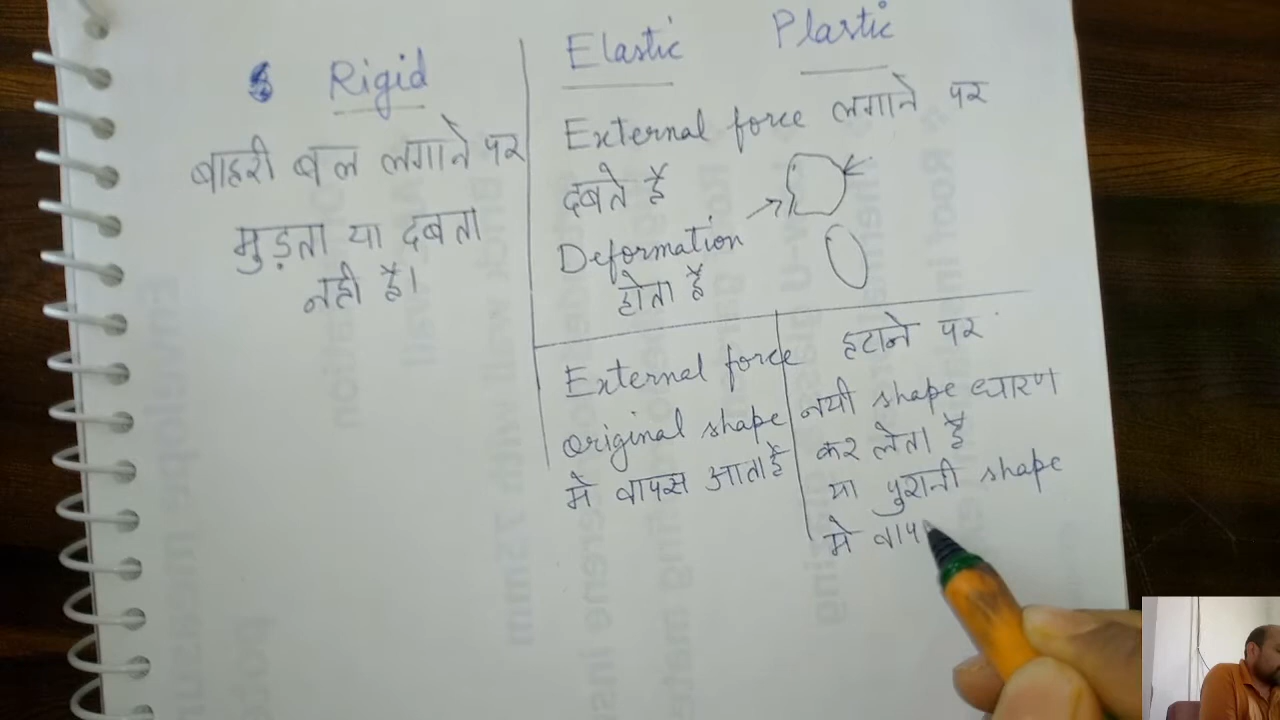 Rigid
बाहरी बल लगाने पर
मुड़ता या दबता
नही है।
Elastic Plastic
External force लगाने पर
दबते है
Deformation
होता है
External force हटाने पर
original shape
मे वापस आता है
नयी shape धारण
कर लेता है
या पुरानी shape
मे वाप